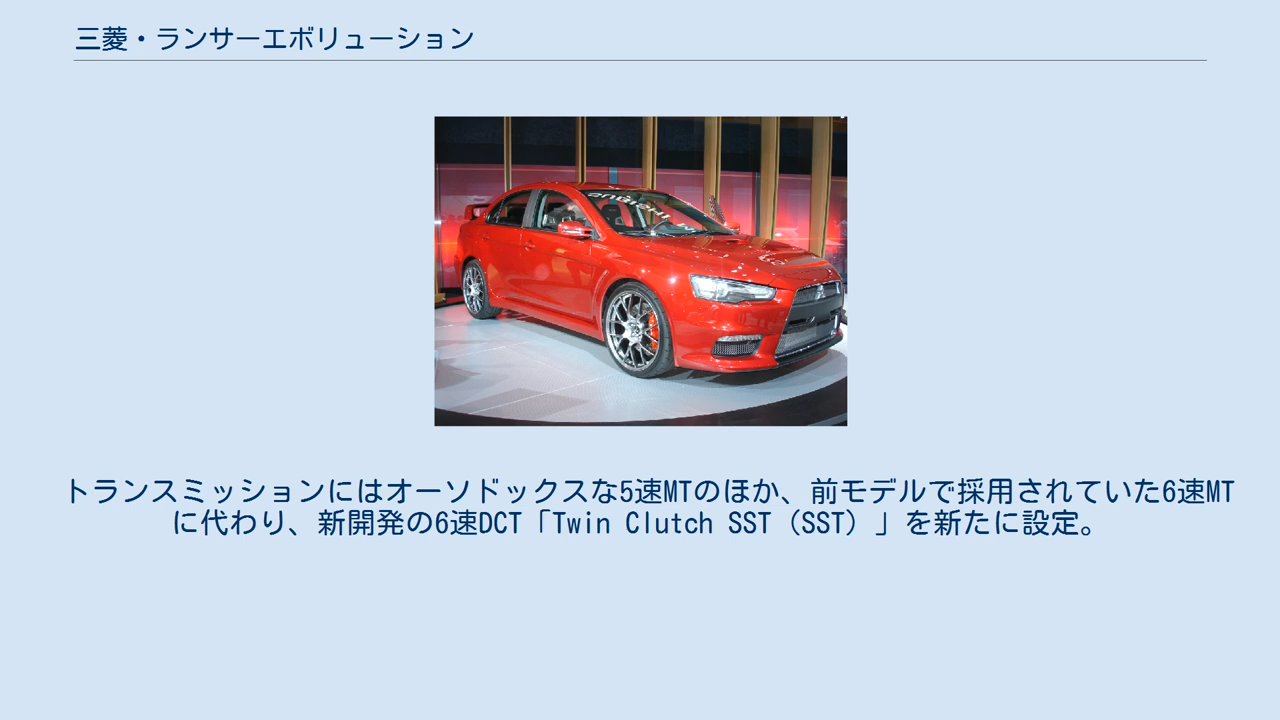 三菱・ランサーエボリューション
トランスミッションにはオーソドックスな5速MTのほか、前モデルで採用されていた6速MT
に代わり、新開発の6速DCT「Twin Clutch SST（SST）」を新たに設定。